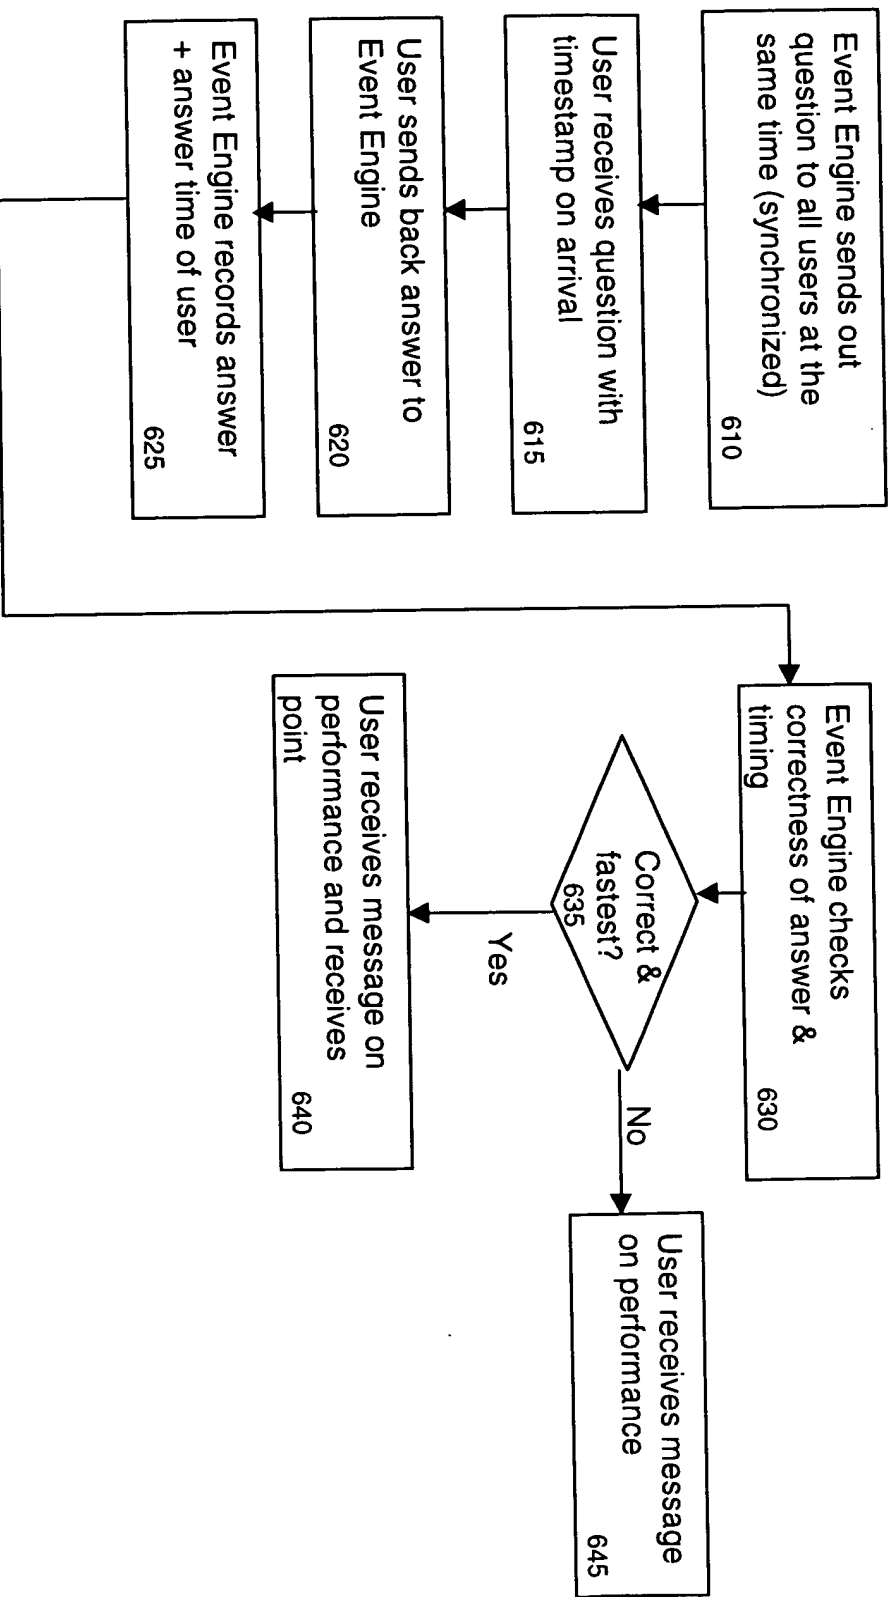 Event Engine sends out
question to all users at the
same time (synchronized)
610
User receives question with
timestamp on arrival
615
User sends back answer to
Event Engine
620
Event Engine records answer
+ answer time of user
625
Event Engine checks
correctness of answer &
timing
630
Correct &
fastest?
635
Yes
No
User receives message on
performance and receives
point
640
User receives message
on performance
645